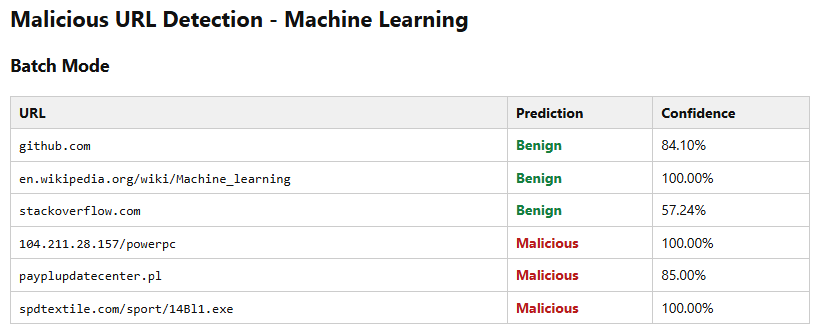 Malicious URL Detection - Machine Learning
Batch Mode
URL Prediction Confidence
github.com Benign 84.10%
en.wikipedia.org/wiki/Machine_learning Benign 100.00%
stackoverflow.com Benign 57.24%
104.211.28.157/powerpc Malicious 100.00%
payplupdatecenter.pl Malicious 85.00%
spdtextile.com/sport/14Bl1.exe Malicious 100.00%